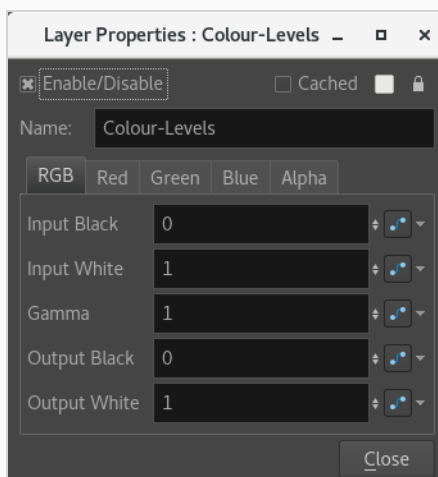 Layer Properties : Colour-Levels
Enable/Disable Cached
Name: Colour-Levels
RGB Red Green Blue Alpha
Input Black 0
Input White 1
Gamma 1
Output Black 0
Output White 1
Close